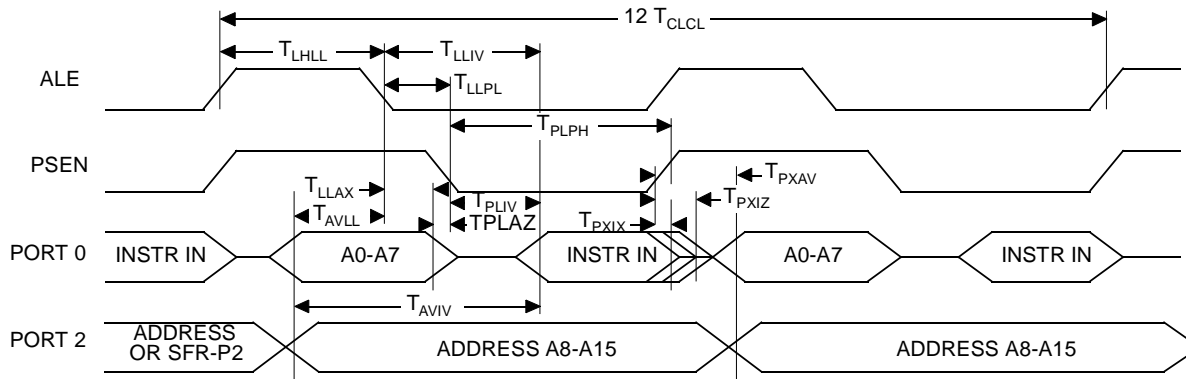 12 TCLCL
TLHLL TLLIV
ALE TLLPL
TPLPH
PSEN
TLLAX TPLIV TPXAV
TAVLL TPLAZ TPXIX TPXIZ
PORT 0 INSTR IN A0-A7 INSTR IN A0-A7 INSTR IN
TAVIV
PORT 2 ADDRESS OR SFR-P2 ADDRESS A8-A15 ADDRESS A8-A15